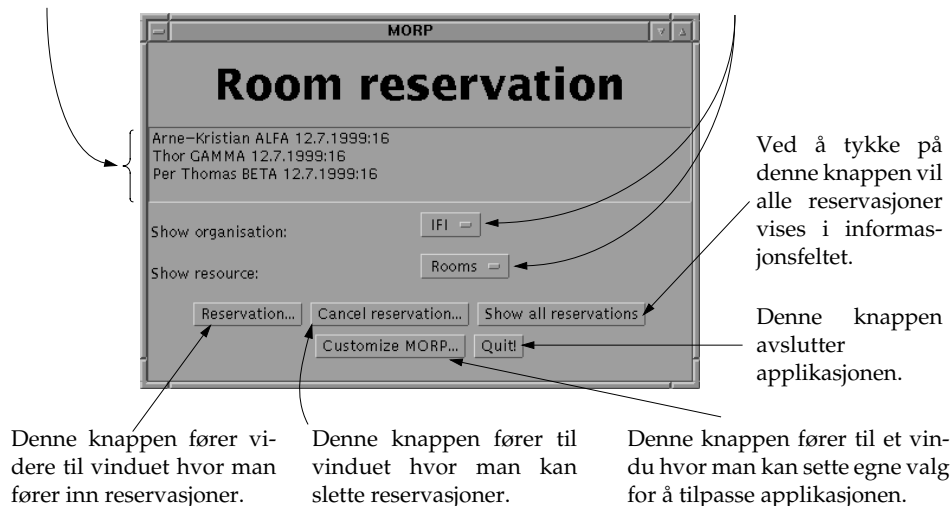 MORP
Room reservation
Arne-Kristian ALFA 12.7.1999:16
Thor GAMMA 12.7.1999:16
Per Thomas BETA 12.7.1999:16
Show organisation:
IFI
Show resource:
Rooms
Reservation...
Cancel reservation...
Show all reservations
Customize MORP...
Quit!
Ved å tykke på
denne knappen vil
alle reservasjoner
vises i informas-
jonsfeltet.
Denne knappen
avslutter
applikasjonen.
Denne knappen fører vi-
dere til vinduet hvor man
fører inn reservasjoner.
Denne knappen fører til
vinduet hvor man kan
slette reservasjoner.
Denne knappen fører til et vin-
du hvor man kan sette egne valg
for å tilpasse applikasjonen.